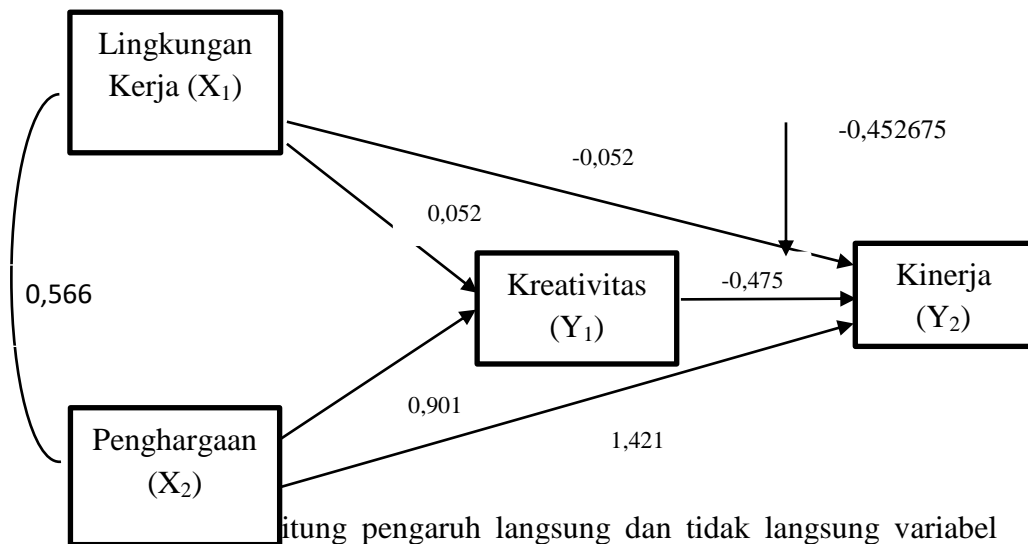 Lingkungan
Kerja (X₁)
-0,452675
-0,052
0,052
Kreativitas
(Y₁)
-0,475
Kinerja
(Y₂)
0,566
0,901
1,421
Penghargaan
(X₂)
pengaruh langsung dan tidak langsung variabel